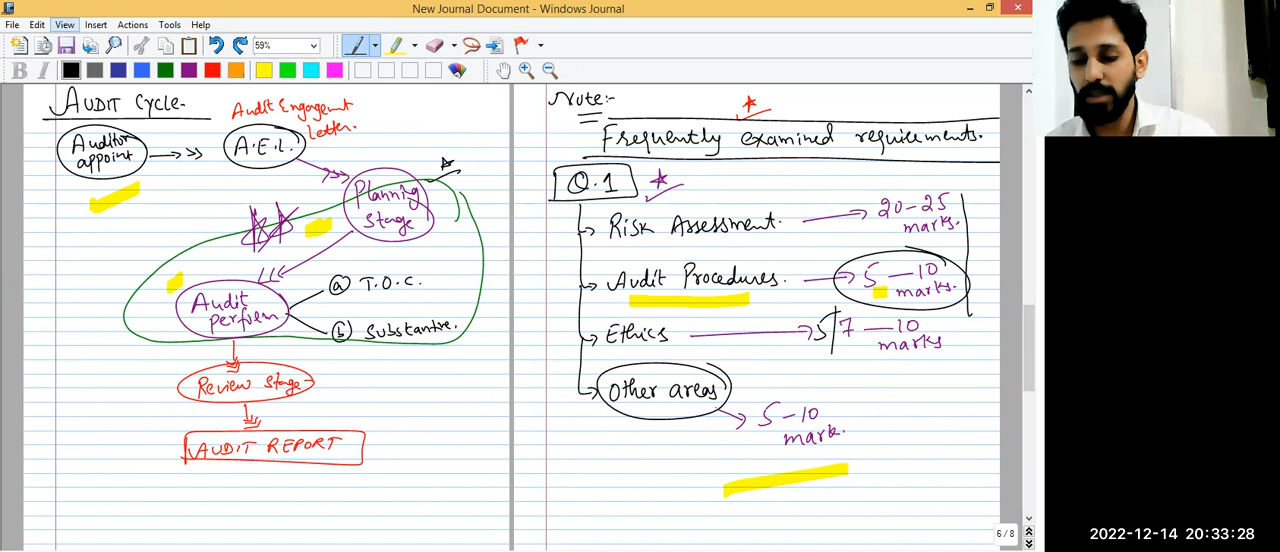 New Journal Document - Windows Journal
File Edit View Insert Actions Tools Help
59%
B I
AUDIT Cycle-
Audit Engagement
Letter.
Auditor
appoint
A.E.L.
Planning
Stage
Audit
perform
(a) T.O.C.
(b) Substantive.
Review Stage
AUDIT REPORT
Note:-
Frequently examined requirements.
Q.1
Risk Assessment.
20-25
marks.
Audit Procedures.
5-10
marks.
Ethics
5/7-10
marks
Other areas
5-10
mark.
6/8
2022-12-14 20:33:28